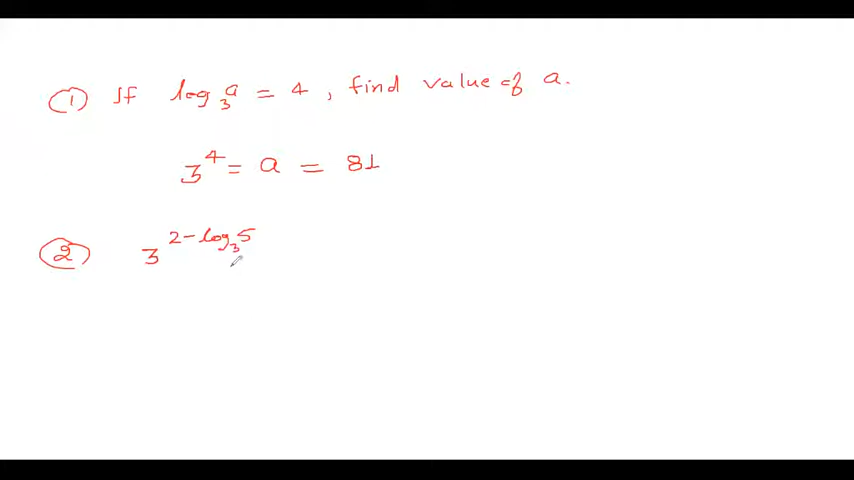 ① If log₃a = 4 , find value of a.
3⁴ = a = 81
② 3^(2-log₃5)